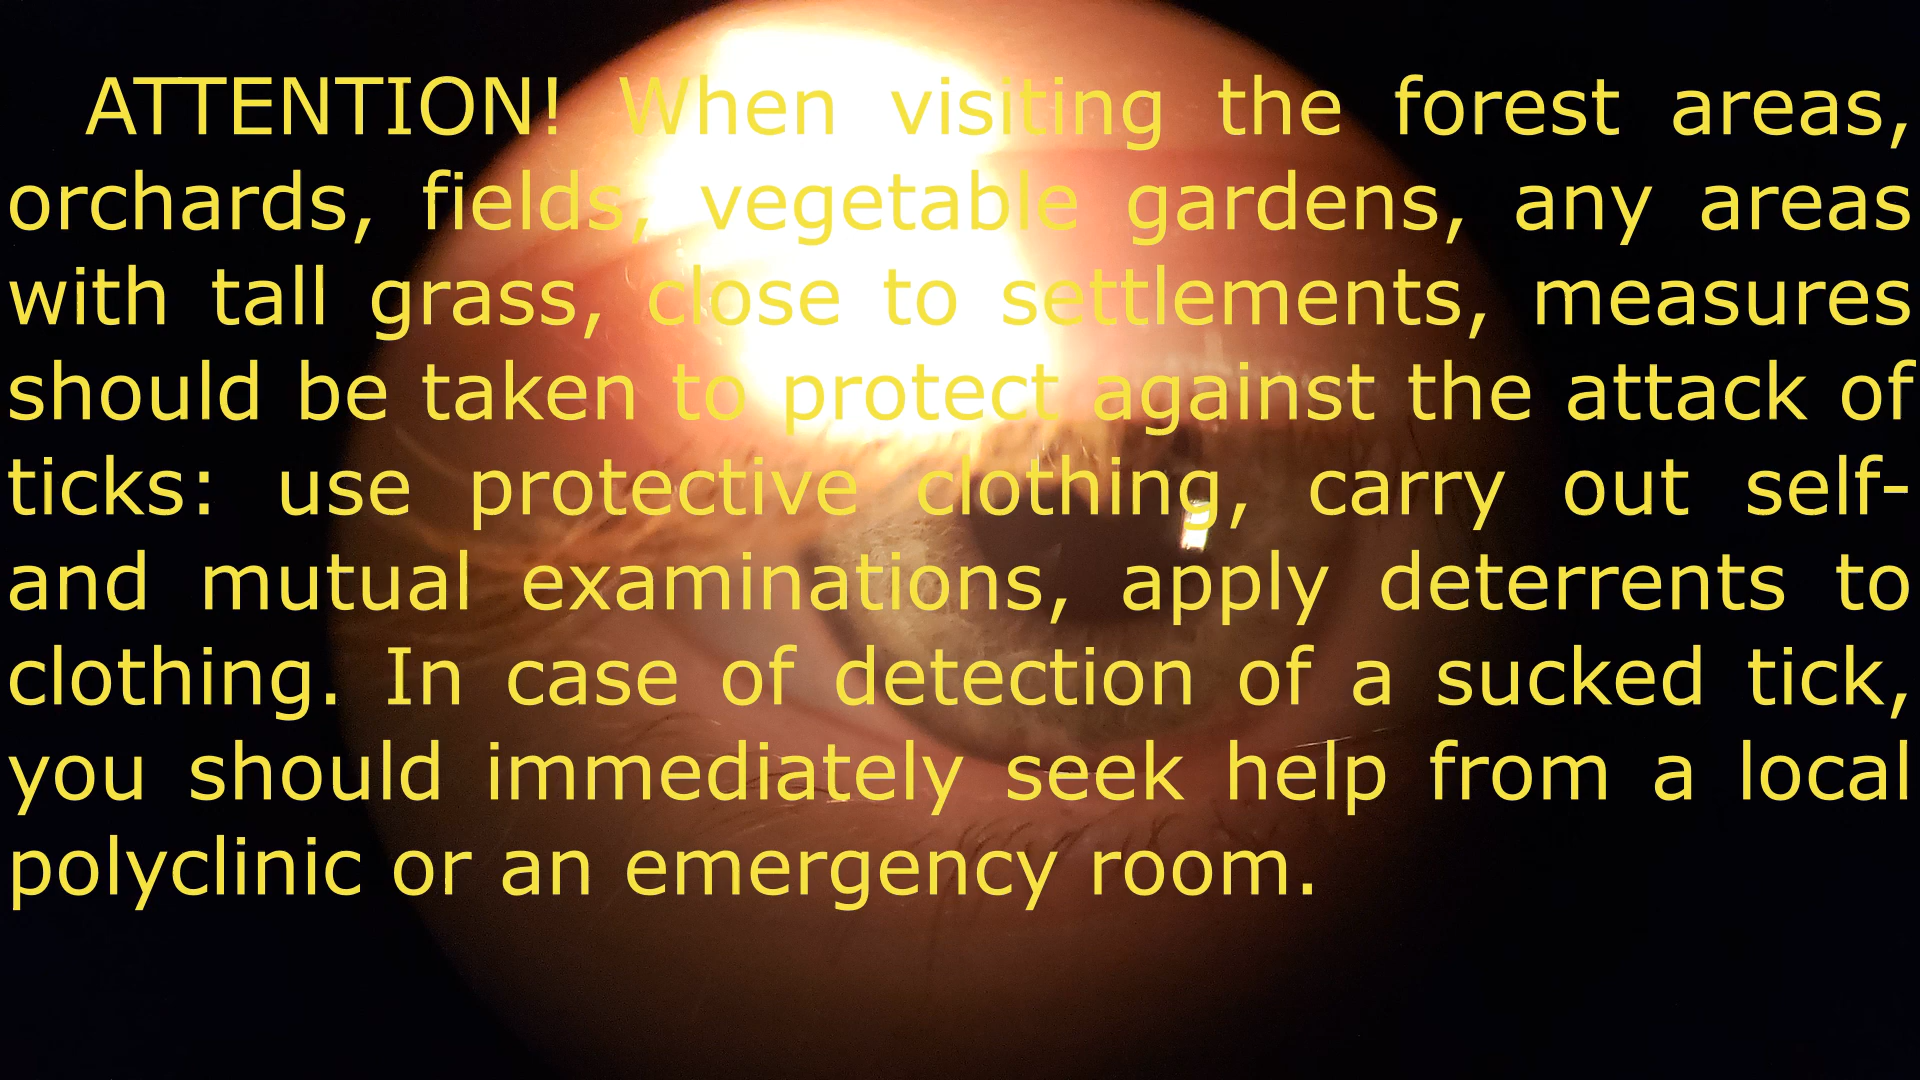 ATTENTION! When visiting the forest areas,
orchards, fields, vegetable gardens, any areas
with tall grass, close to settlements, measures
should be taken to protect against the attack of
ticks: use protective clothing, carry out self-
and mutual examinations, apply deterrents to
clothing. In case of detection of a sucked tick,
you should immediately seek help from a local
polyclinic or an emergency room.